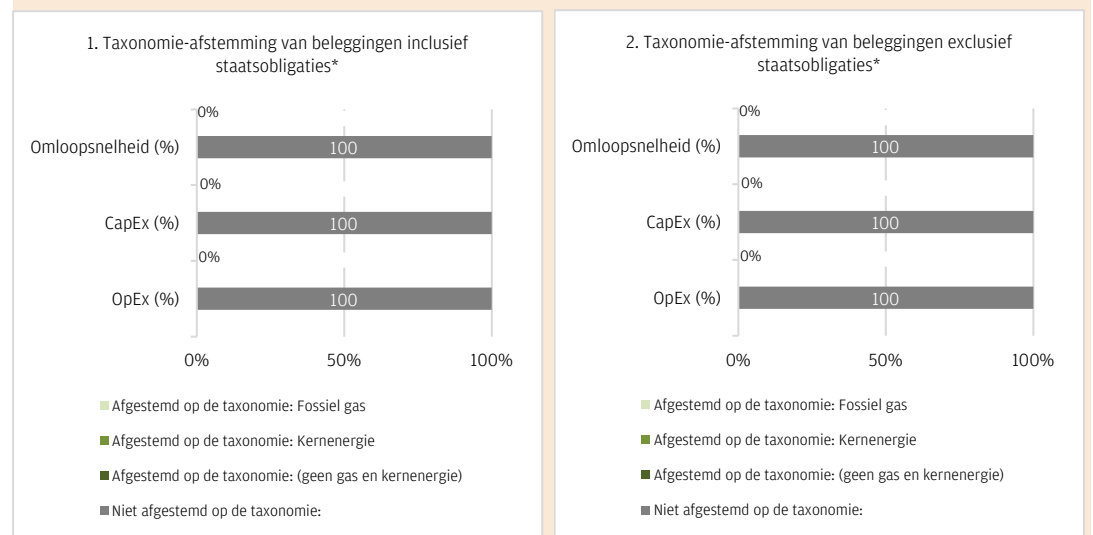 1. Taxonomie-afstemming van beleggingen inclusief
staatsobligaties*
0%
Omloopsnelheid (%)
100
0%
CapEx (%)
100
0%
OpEx (%)
100
0%
50%
100%
Afgestemd op de taxonomie: Fossiel gas
Afgestemd op de taxonomie: Kernenergie
Afgestemd op de taxonomie: (geen gas en kernenergie)
Niet afgestemd op de taxonomie:
2. Taxonomie-afstemming van beleggingen exclusief
staatsobligaties*
0%
Omloopsnelheid (%)
100
0%
CapEx (%)
100
0%
OpEx (%)
100
0%
50%
100%
Afgestemd op de taxonomie: Fossiel gas
Afgestemd op de taxonomie: Kernenergie
Afgestemd op de taxonomie: (geen gas en kernenergie)
Niet afgestemd op de taxonomie: